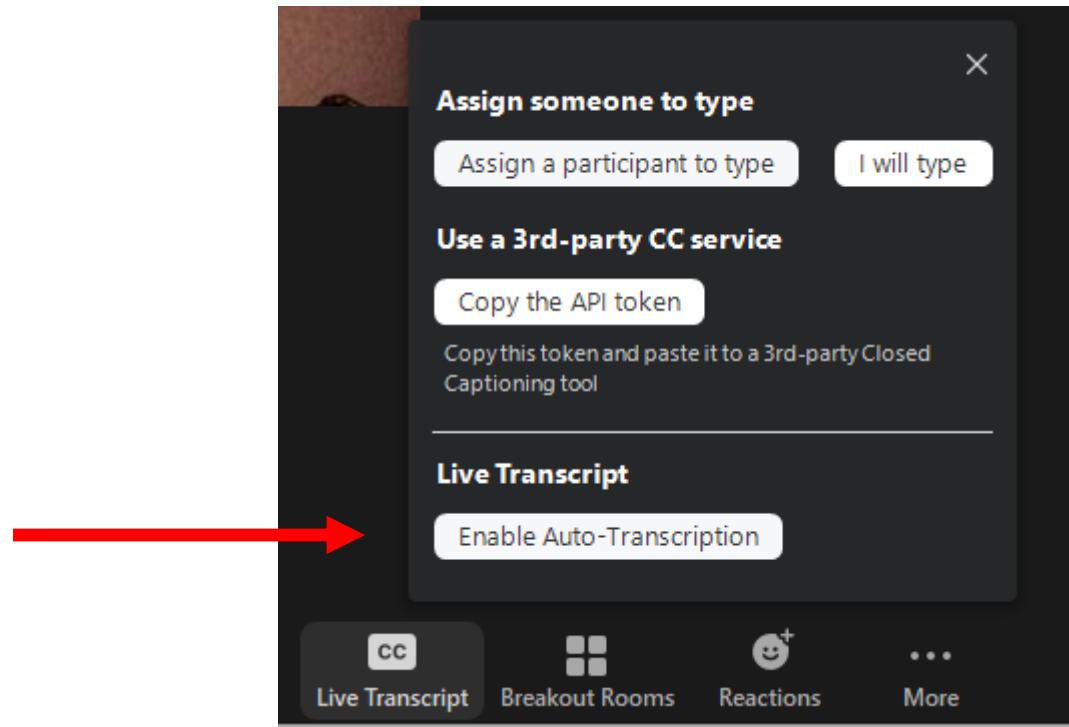 Assign someone to type
Assign a participant to type
I will type
Use a 3rd-party CC service
Copy the API token
Copy this token and paste it to a 3rd-party Closed
Captioning tool
Live Transcript
Enable Auto-Transcription
CC
Live Transcript
Breakout Rooms
Reactions
More